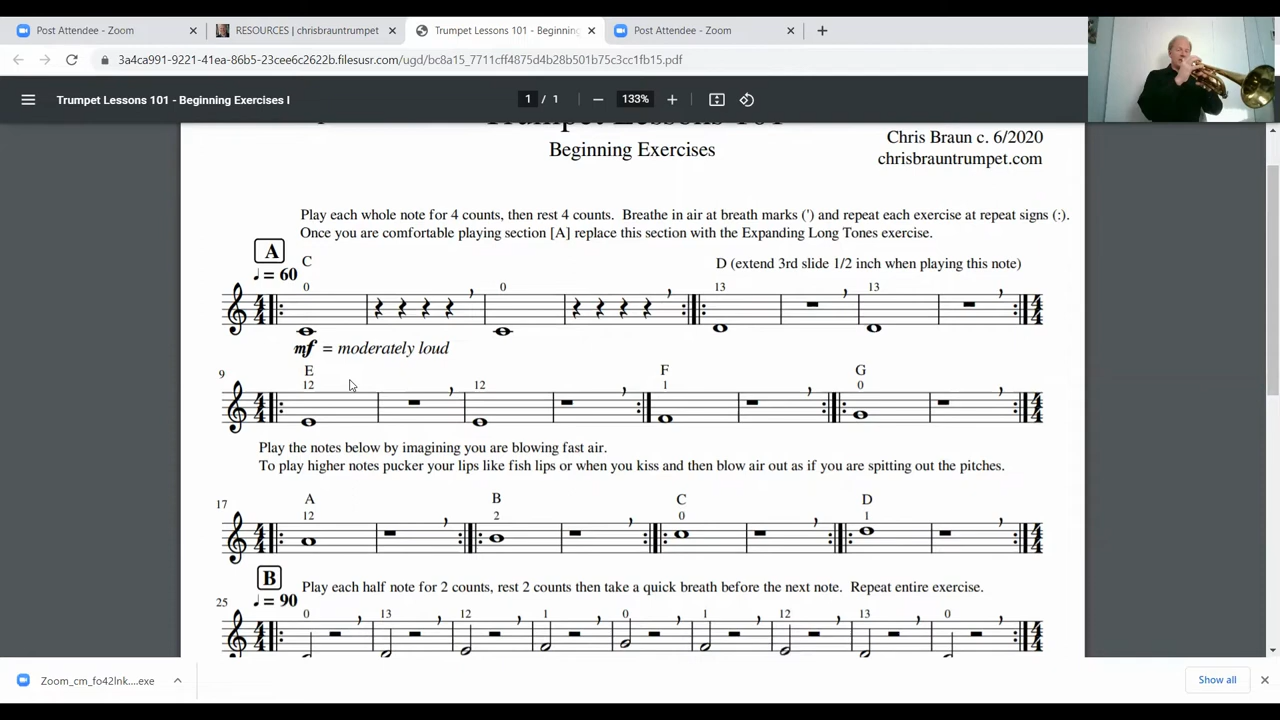 Post Attendee - Zoom
RESOURCES | chrisbrauntrumpet
Trumpet Lessons 101 - Beginning
Post Attendee - Zoom
3a4ca991-9221-41ea-86b5-23cee6c2622b.filesusr.com/ugd/bc8a15_7711cff4875d4b28b501b75c3cc1fb15.pdf
Trumpet Lessons 101 - Beginning Exercises I
1 / 1
133%
Trumpet Lessons 101
Chris Braun c. 6/2020
Beginning Exercises
chrisbrauntrumpet.com
Play each whole note for 4 counts, then rest 4 counts. Breathe in air at breath marks (') and repeat each exercise at repeat signs (:).
Once you are comfortable playing section [A] replace this section with the Expanding Long Tones exercise.
A
♩ = 60
C
D (extend 3rd slide 1/2 inch when playing this note)
0 0 13 13
4 4
mf = moderately loud
9
E F G
12 12 1 0
Play the notes below by imagining you are blowing fast air.
To play higher notes pucker your lips like fish lips or when you kiss and then blow air out as if you are spitting out the pitches.
17
A B C D
12 2 0 1
B
Play each half note for 2 counts, rest 2 counts then take a quick breath before the next note. Repeat entire exercise.
♩ = 90
25
0 13 12 1 0 1 12 13 0
Zoom_cm_fo42lnk....exe
Show all